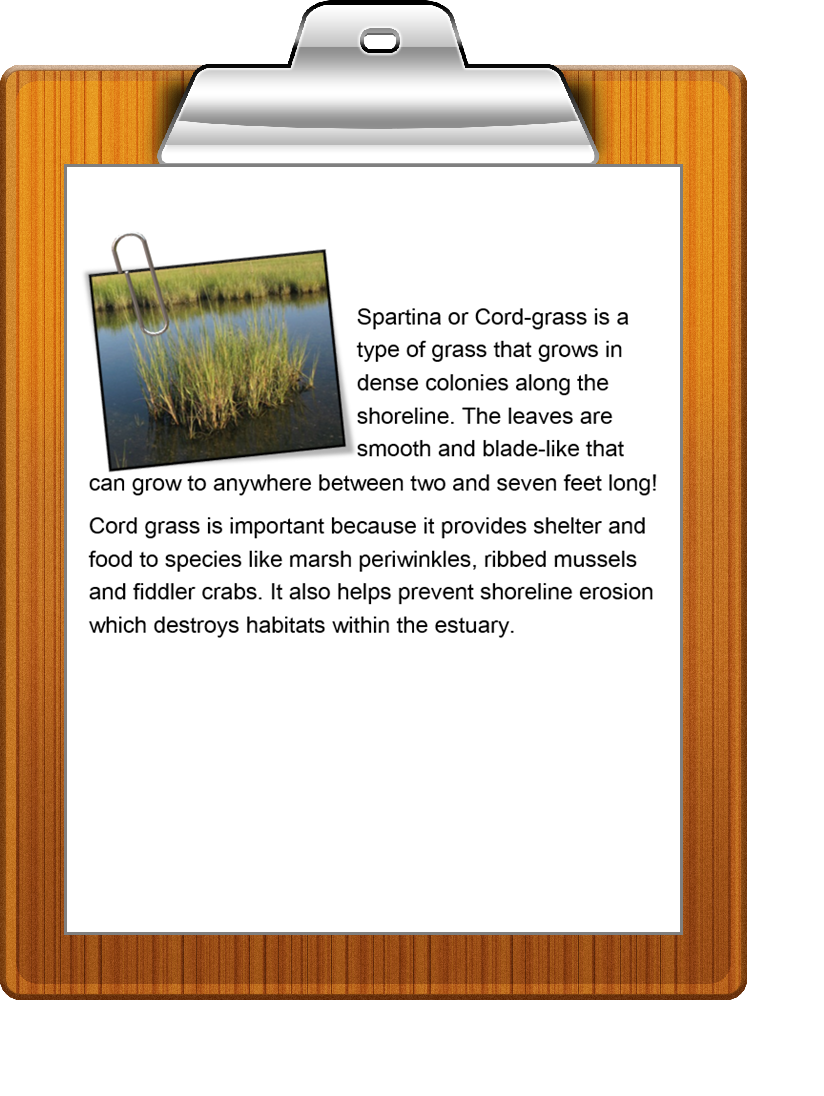 Spartina or Cord-grass is a
type of grass that grows in
dense colonies along the
shoreline. The leaves are
smooth and blade-like that
can grow to anywhere between two and seven feet long!
Cord grass is important because it provides shelter and
food to species like marsh periwinkles, ribbed mussels
and fiddler crabs. It also helps prevent shoreline erosion
which destroys habitats within the estuary.